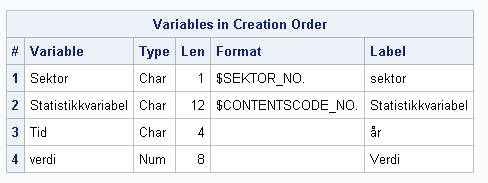 Variables in Creation Order
# Variable Type Len Format Label
1 Sektor Char 1 $SEKTOR_NO. sektor
2 Statistikkvariabel Char 12 $CONTENTSCODE_NO. Statistikkvariabel
3 Tid Char 4 år
4 verdi Num 8 Verdi